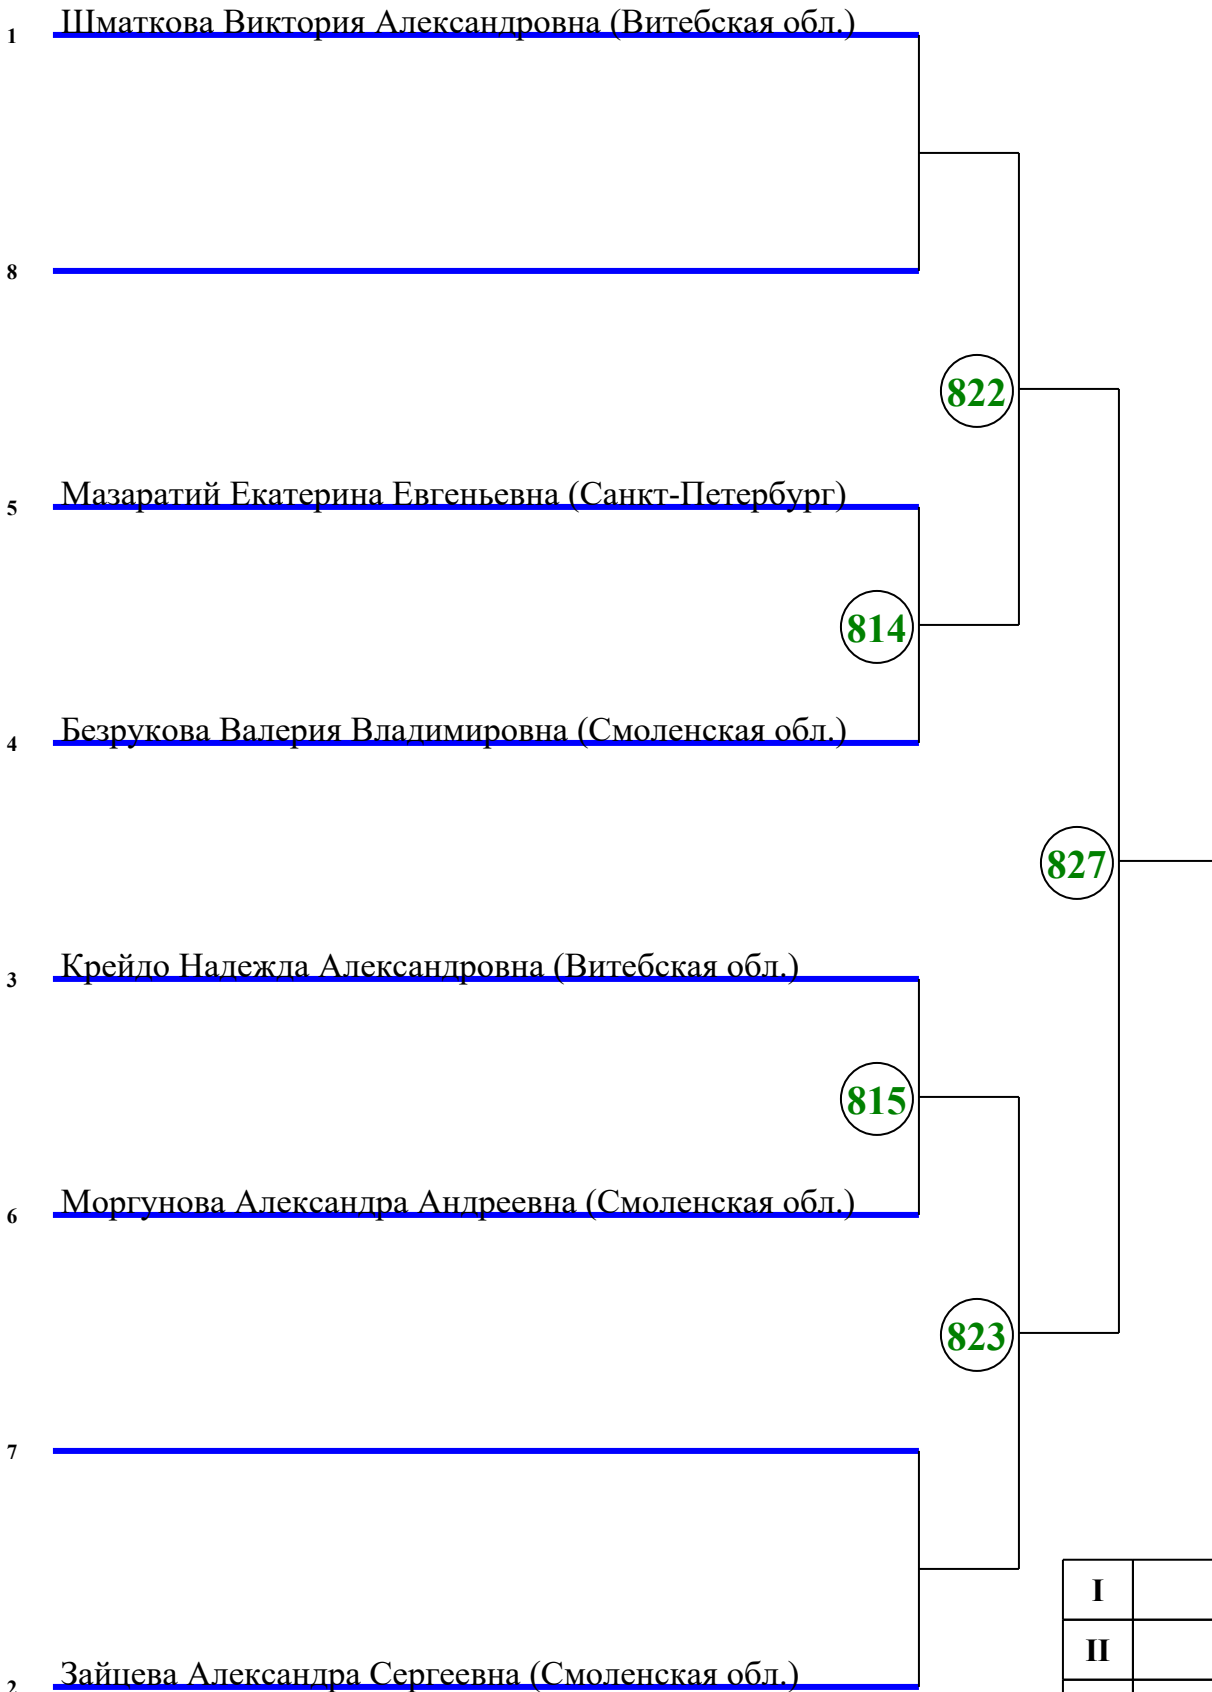 1 Шматкова Виктория Александровна (Витебская обл.)
8
822
5 Мазаратий Екатерина Евгеньевна (Санкт-Петербург)
814
4 Безрукова Валерия Владимировна (Смоленская обл.)
827
3 Крейдо Надежда Александровна (Витебская обл.)
815
6 Моргунова Александра Андреевна (Смоленская обл.)
823
7
I
II
2 Зайцева Александра Сергеевна (Смоленская обл.)